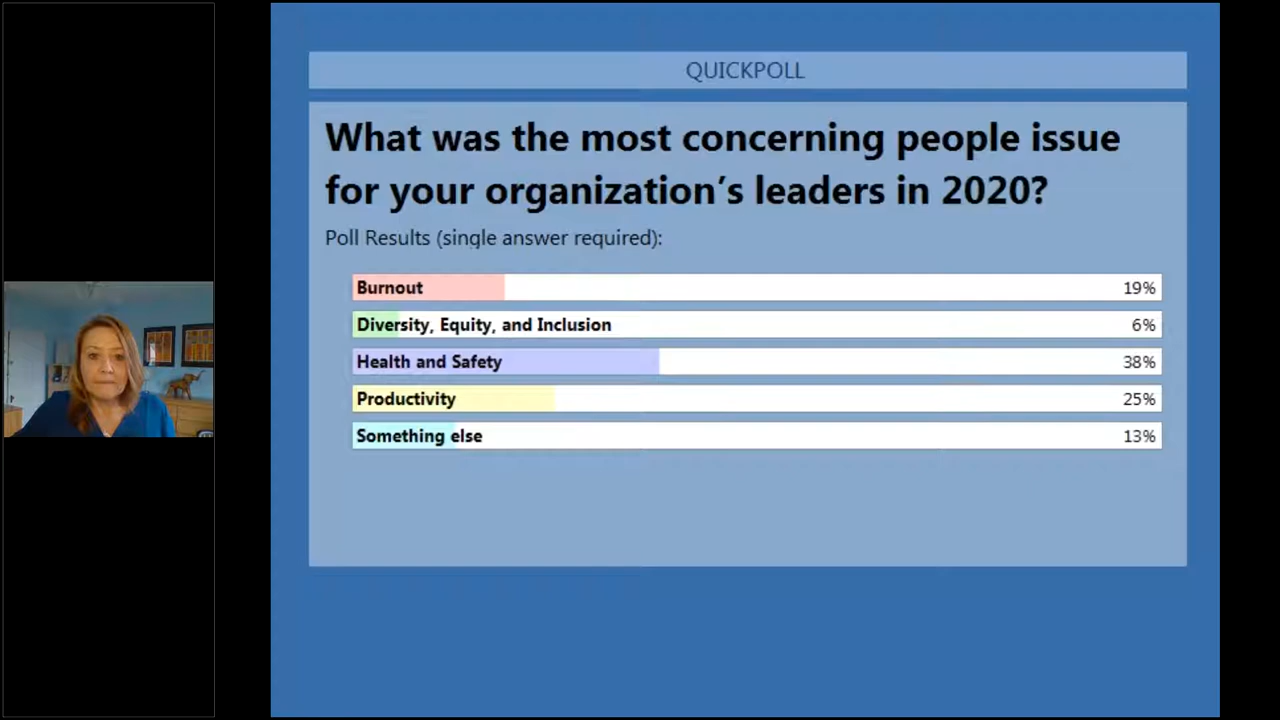 QUICKPOLL
What was the most concerning people issue
for your organization’s leaders in 2020?
Poll Results (single answer required):
Burnout 19%
Diversity, Equity, and Inclusion 6%
Health and Safety 38%
Productivity 25%
Something else 13%